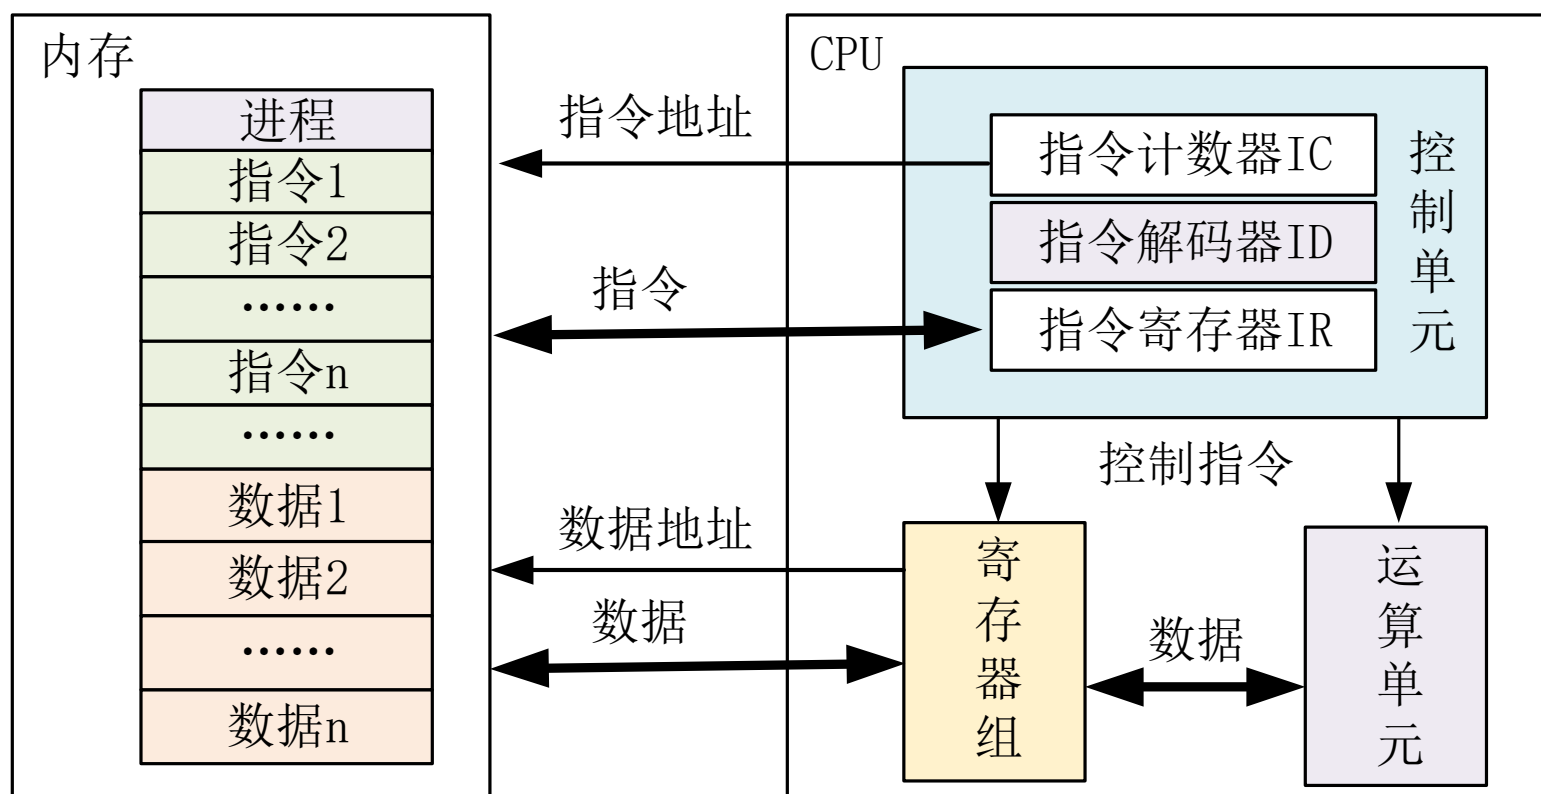 内存
进程
指令1
指令2
……
指令n
……
数据1
数据2
……
数据n
指令地址
指令
数据地址
数据
CPU
指令计数器IC
指令解码器ID
指令寄存器IR
控制单元
控制指令
寄存器组
数据
运算单元